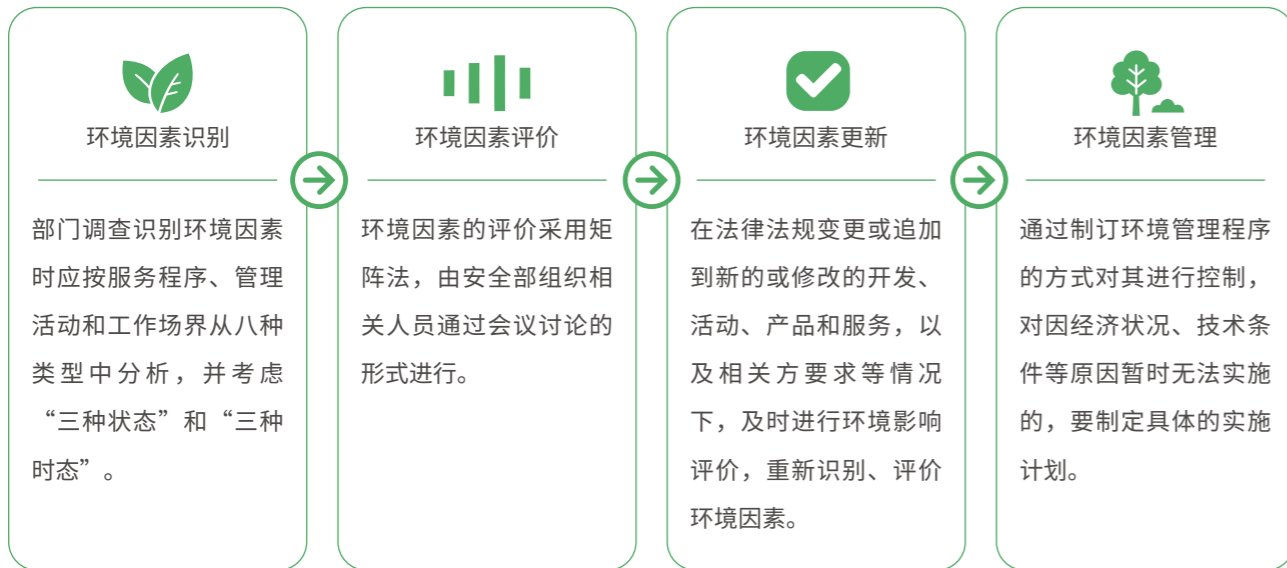 环境因素识别
部门调查识别环境因素
时应按服务程序、管理
活动和工作场界从八种
类型中分析，并考虑
“三种状态”和“三种
时态”。
环境因素评价
环境因素的评价采用矩
阵法，由安全部组织相
关人员通过会议讨论的
形式进行。
环境因素更新
在法律法规变更或追加
到新的或修改的开发、
活动、产品和服务，以
及相关方要求等情况
下，及时进行环境影响
评价，重新识别、评价
环境因素。
环境因素管理
通过制订环境管理程序
的方式对其进行控制，
对因经济状况、技术条
件等原因暂时无法实施
的，要制定具体的实施
计划。